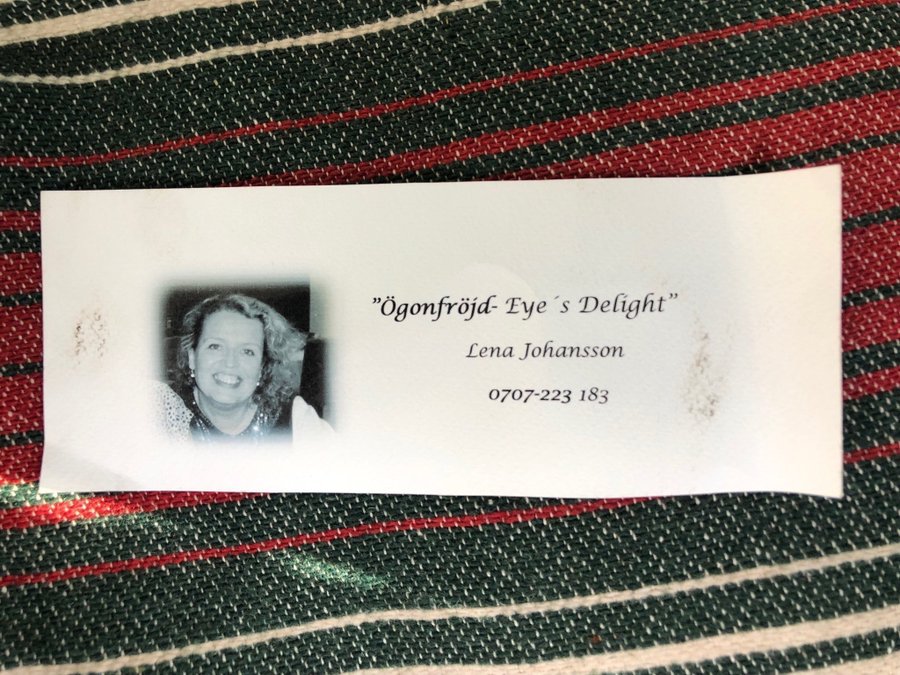 ”Ögonfröjd- Eye´s Delight”
Lena Johansson
0707-223 183